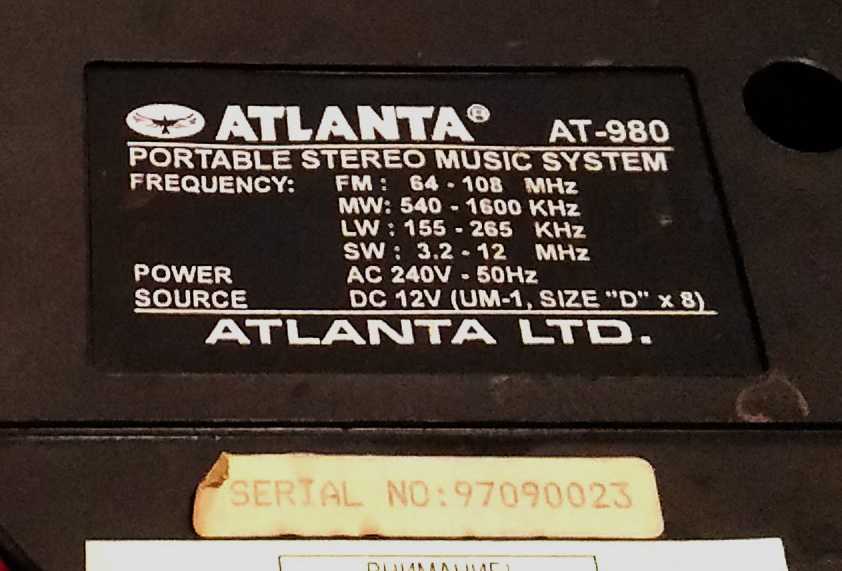 ATLANTA® AT-980
PORTABLE STEREO MUSIC SYSTEM
FREQUENCY: FM : 64 - 108 MHz
MW: 540 - 1600 KHz
LW : 155 - 265 KHz
SW : 3.2 - 12 MHz
POWER AC 240V - 50Hz
SOURCE DC 12V (UM-1, SIZE "D" x 8)
ATLANTA LTD.
SERIAL NO:97090023
ВНИМАНИЕ!